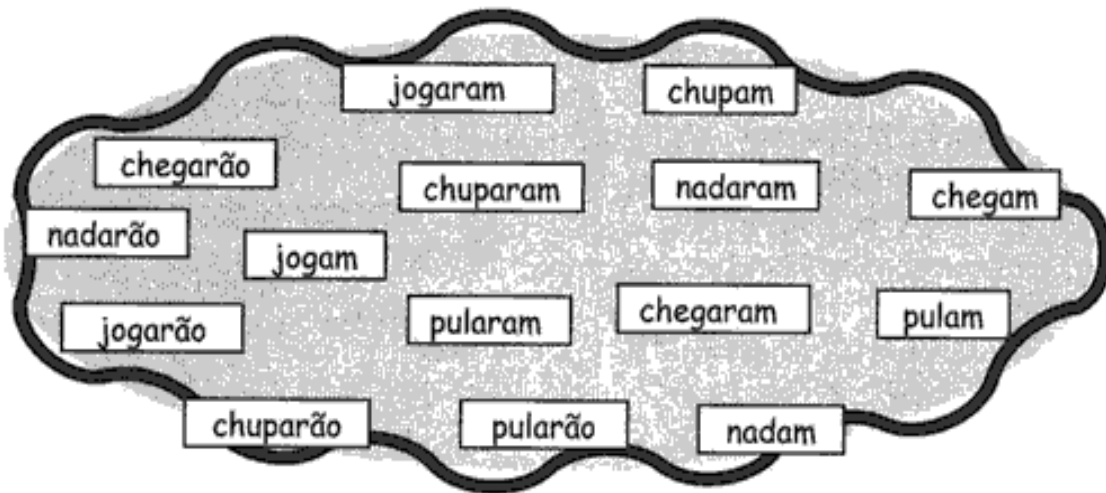 jogaram
chupam
chegarão
chuparam
nadaram
chegam
nadarão
jogam
jogarão
pularam
chegaram
pulam
chuparão
pularão
nadam